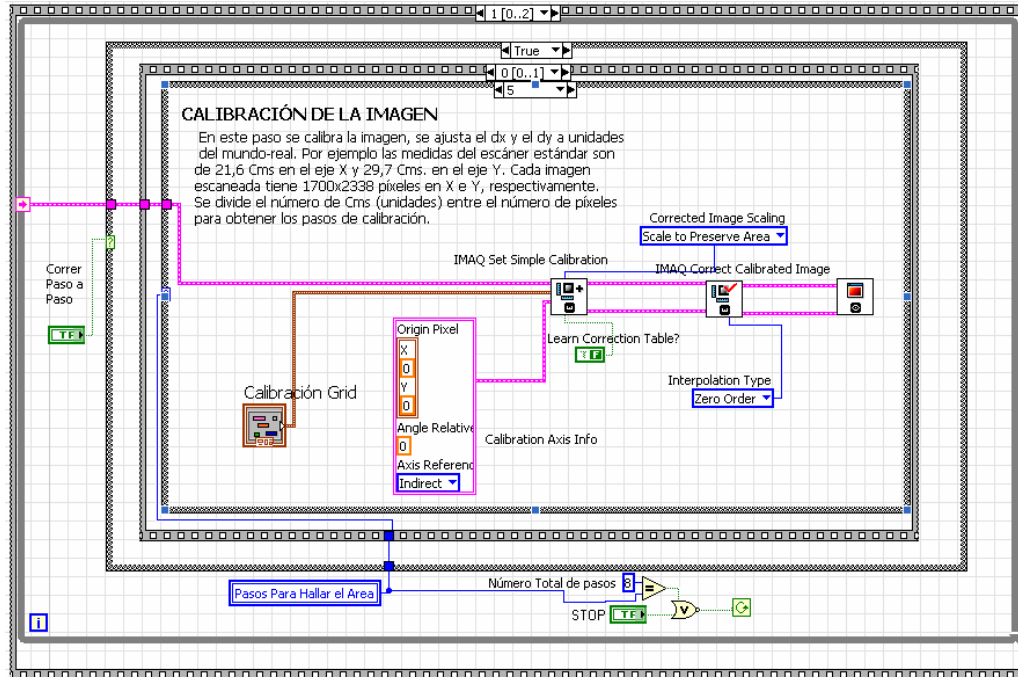 1 [0..2]
True
0 [0..1]
5
CALIBRACIÓN DE LA IMAGEN
En este paso se calibra la imagen, se ajusta el dx y el dy a unidades
del mundo-real. Por ejemplo las medidas del escáner estándar son
de 21,6 Cms en el eje X y 29,7 Cms. en el eje Y. Cada imagen
escaneada tiene 1700x2338 píxeles en X e Y, respectivamente.
Se divide el número de Cms (unidades) entre el número de píxeles
para obtener los pasos de calibración.
Corrected Image Scaling
Scale to Preserve Area
IMAQ Set Simple Calibration
IMAQ Correct Calibrated Image
?
Correr
Paso a
Paso
TF
Origin Pixel
X
0
Y
0
Angle Relative
0
Axis Referenc
Indirect
Calibration Axis Info
Learn Correction Table?
F
Interpolation Type
Zero Order
Calibración Grid
Pasos Para Hallar el Area
Número Total de pasos
8
=
STOP
TF
V
i